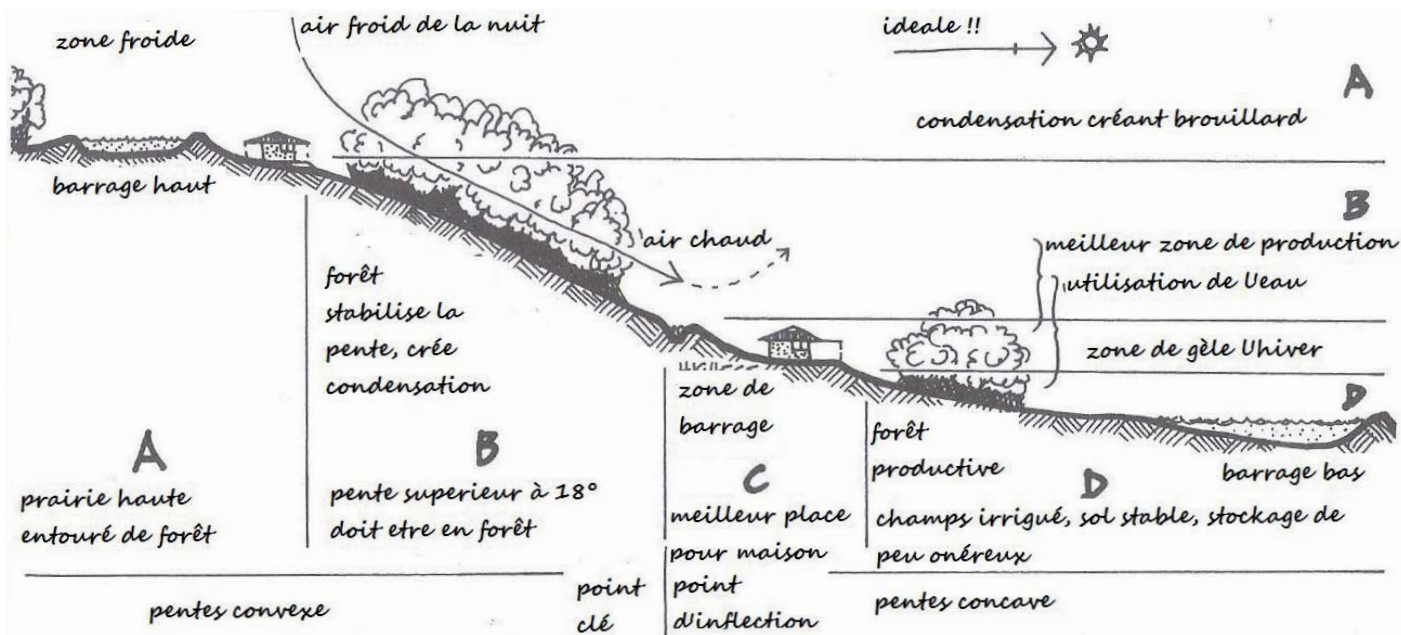 zone froide
air froid de la nuit
ideale !!
A
condensation créant brouillard
barrage haut
B
air chaud
meilleur zone de production
utilisation de l'eau
forêt
stabilise la
pente, crée
condensation
zone de gèle l'hiver
zone de
barrage
D
forêt
productive
barrage bas
A
prairie haute
entouré de forêt
B
pente superieur à 18°
doit etre en forêt
C
meilleur place
pour maison
D
champs irrigué, sol stable, stockage de
peu onéreux
pentes convexe
point
clé
point
d'inflection
pentes concave